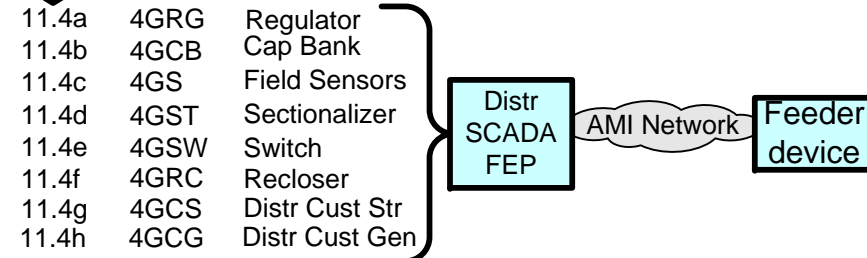 11.4a 4GRG Regulator
11.4b 4GCB Cap Bank
11.4c 4GS Field Sensors
11.4d 4GST Sectionalizer
11.4e 4GSW Switch
11.4f 4GRC Recloser
11.4g 4GCS Distr Cust Str
11.4h 4GCG Distr Cust Gen
Distr
SCADA
FEP
AMI Network
Feeder
device